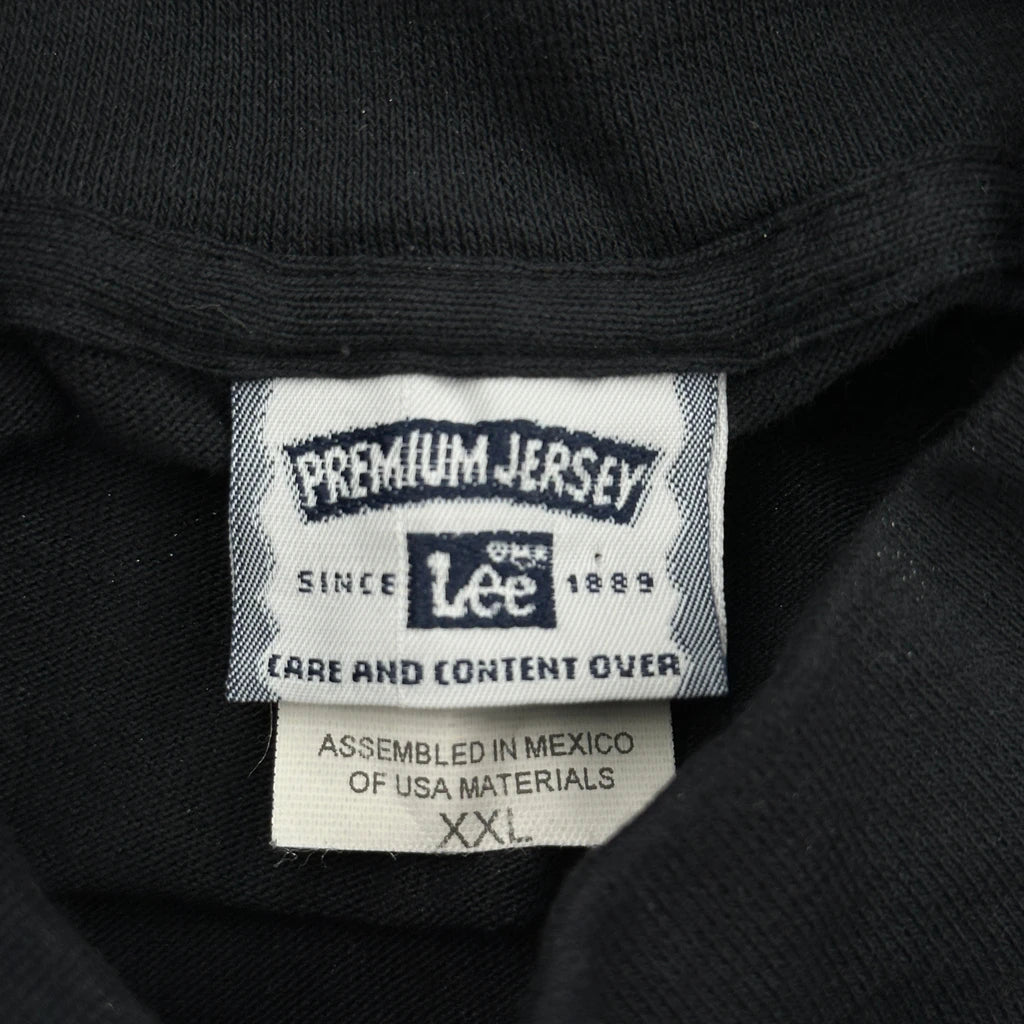 PREMIUM JERSEY
SINCE Lee 1889
CARE AND CONTENT OVER
ASSEMBLED IN MEXICO
OF USA MATERIALS
XXL